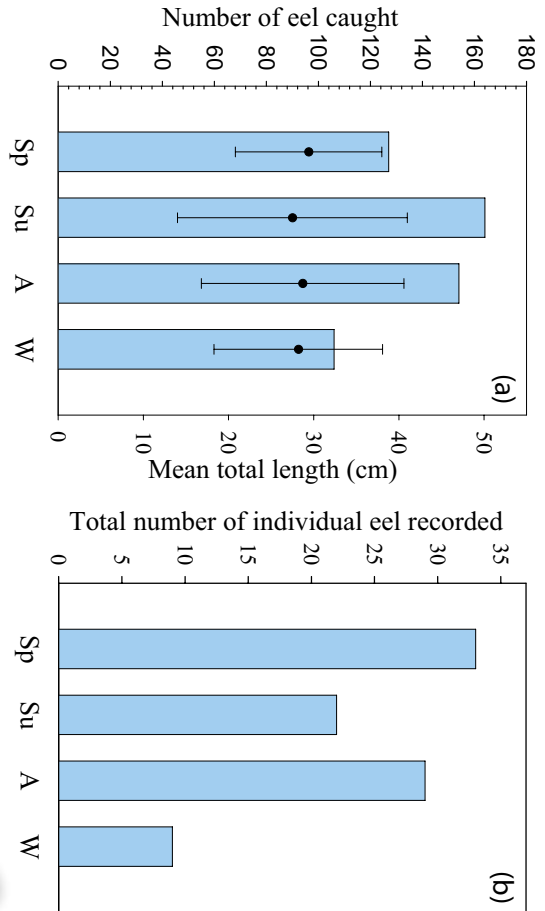 Number of eel caught
0 20 40 60 80 100 120 140 160 180
Sp
Su
A
W
(a)
0 10 20 30 40 50
Mean total length (cm)
Total number of individual eel recorded
0 5 10 15 20 25 30 35
Sp
Su
A
W
(b)